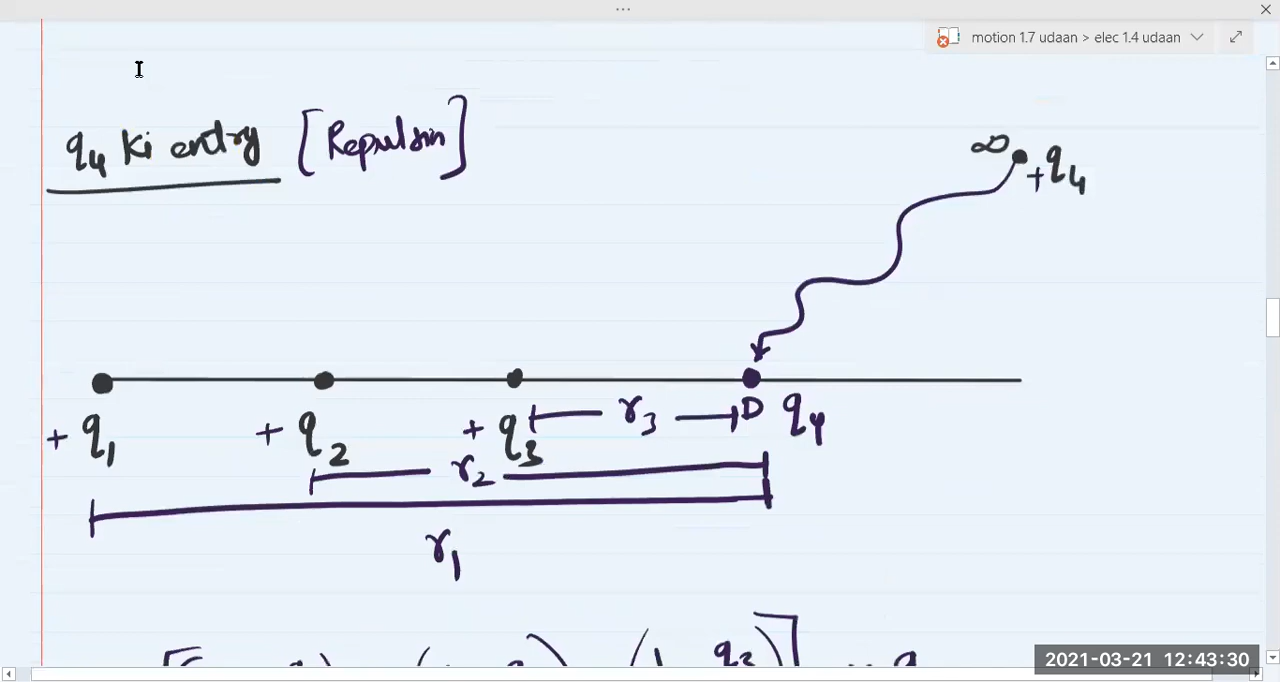 motion 1.7 udaan > elec 1.4 udaan
q4 ki entry [Repulsion]
∞ +q4
+ q1 + q2 + q3 r3 D q4
r2
r1
q3
2021-03-21 12:43:30